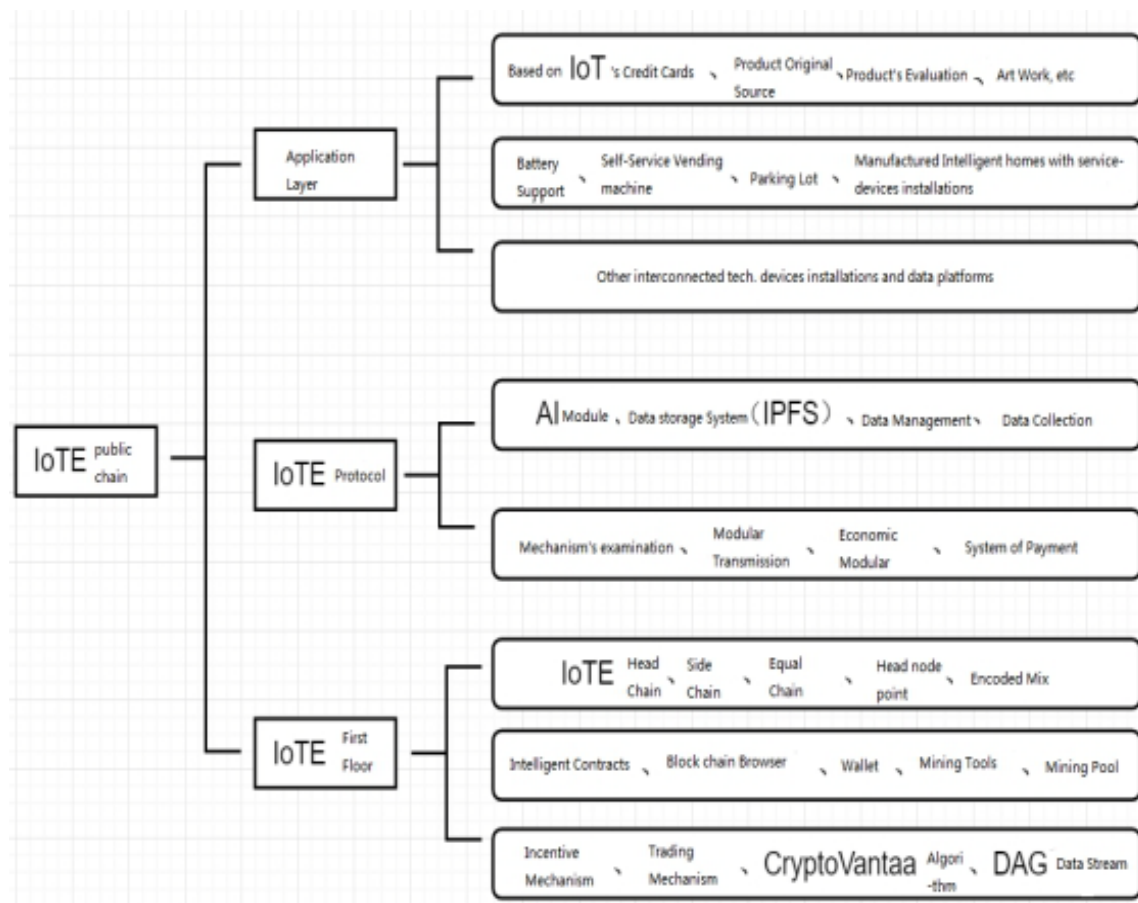 Based on IoT 's Credit Cards 、 Product Original Source 、 Product's Evaluation 、 Art Work, etc
Application Layer
Battery Support 、 Self-Service Vending machine 、 Parking Lot 、 Manufactured Intelligent homes with service-devices installations
Other interconnected tech. devices installations and data platforms
AI Module 、 Data storage System（IPFS） 、 Data Management 、 Data Collection
IoTE public chain
IoTE Protocol
Mechanism's examination 、 Modular Transmission 、 Economic Modular 、 System of Payment
IoTE Head Chain 、 Side Chain 、 Equal Chain 、 Head node point 、 Encoded Mix
IoTE First Floor
Intelligent Contracts 、 Block chain Browser 、 Wallet 、 Mining Tools 、 Mining Pool
Incentive Mechanism 、 Trading Mechanism 、 CryptoVantaa Algori-thm 、 DAG Data Stream